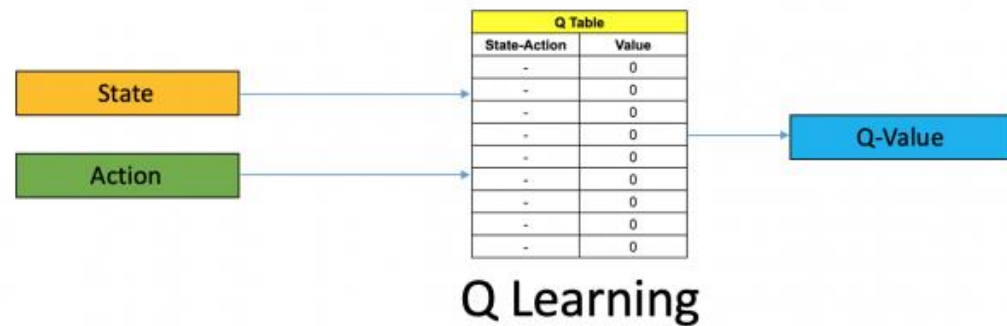 Q Table
State-Action Value
- 0
- 0
- 0
- 0
- 0
- 0
- 0
- 0
- 0
State
Action
Q-Value
Q Learning